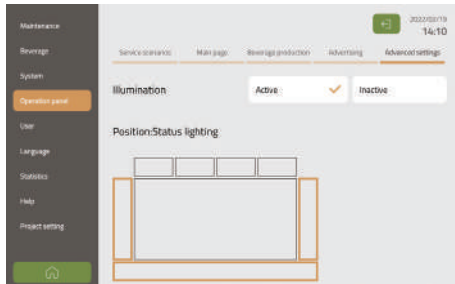 Maintenance
2022/02/19
14:10
Beverage
Service scenarios
Main page
Beverage production
Advertising
Advanced settings
System
Illumination
Active
Inactive
Operation panel
User
Position:Status lighting
Language
Statistics
Help
Project setting